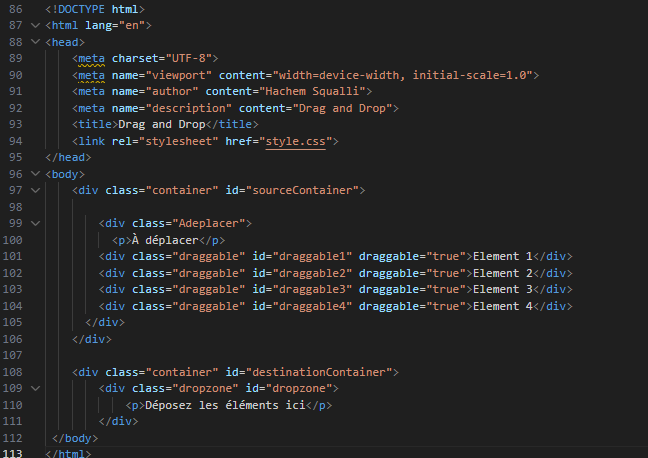 86 <!DOCTYPE html>
87 <html lang="en">
88 <head>
89 <meta charset="UTF-8">
90 <meta name="viewport" content="width=device-width, initial-scale=1.0">
91 <meta name="author" content="Hachem Squalli">
92 <meta name="description" content="Drag and Drop">
93 <title>Drag and Drop</title>
94 <link rel="stylesheet" href="style.css">
95 </head>
96 <body>
97 <div class="container" id="sourceContainer">
98
99 <div class="Adeplacer">
100 <p>À déplacer</p>
101 <div class="draggable" id="draggable1" draggable="true">Element 1</div>
102 <div class="draggable" id="draggable2" draggable="true">Element 2</div>
103 <div class="draggable" id="draggable3" draggable="true">Element 3</div>
104 <div class="draggable" id="draggable4" draggable="true">Element 4</div>
105 </div>
106 </div>
107
108 <div class="container" id="destinationContainer">
109 <div class="dropzone" id="dropzone">
110 <p>Déposez les éléments ici</p>
111 </div>
112 </body>
113 </html>